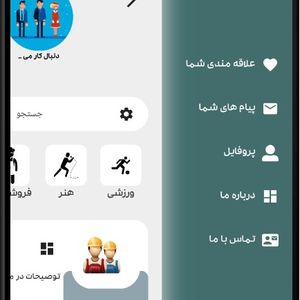 دنبال کار می ..
علاقه مندی شما
پیام های شما
جستجو
پروفایل
ورزشی
هنر
فروش
درباره ما
تماس با ما
توضیحات در م